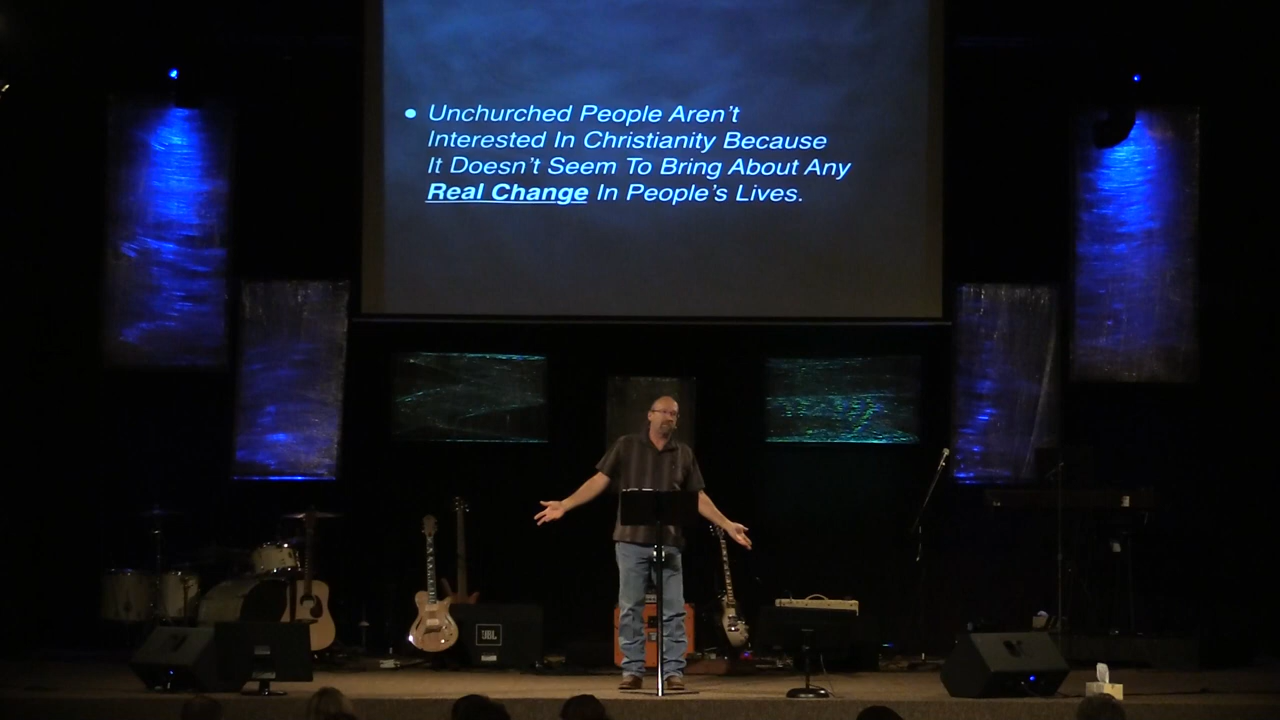 • Unchurched People Aren't
Interested In Christianity Because
It Doesn't Seem To Bring About Any
Real Change In People's Lives.
JBL